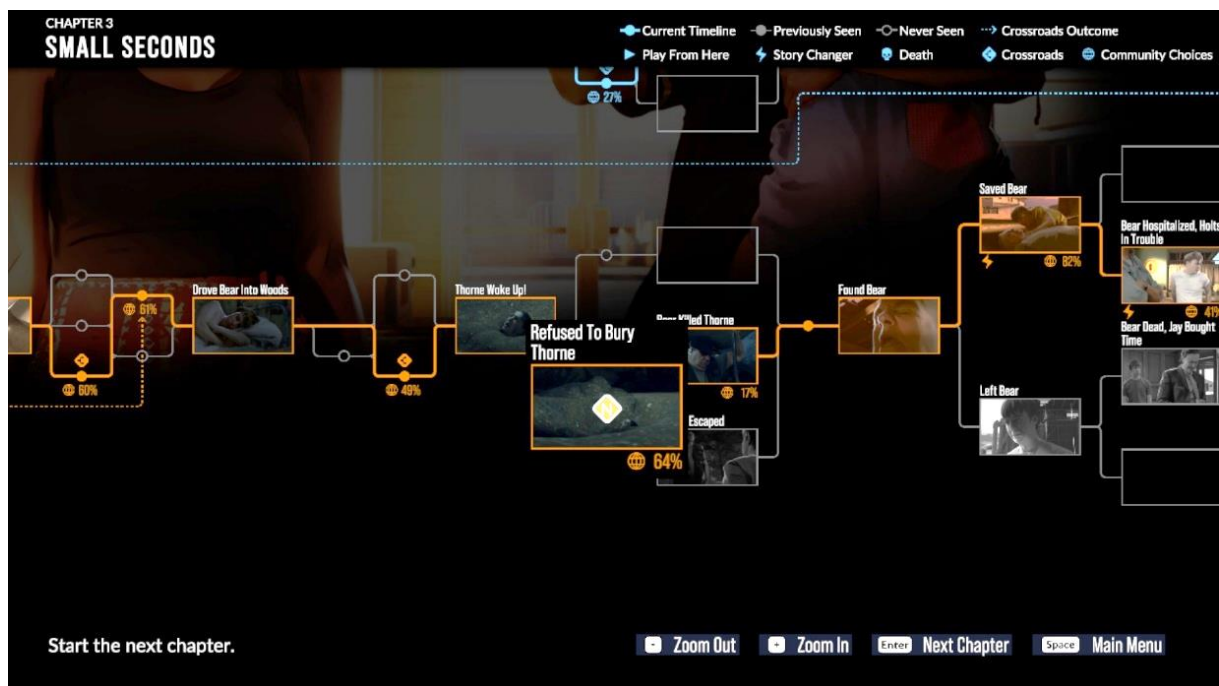 CHAPTER 3
SMALL SECONDS
Current Timeline
Previously Seen
Never Seen
Crossroads Outcome
Play From Here
Story Changer
Death
Crossroads
Community Choices
27%
Saved Bear
82%
Bear Hospitalized, Holts
In Trouble
41%
61%
60%
Drove Bear Into Woods
49%
Thorne Woke Up!
Refused To Bury
Thorne
64%
Killed Thorne
17%
Escaped
Found Bear
Bear Dead, Jay Bought
Time
Left Bear
Start the next chapter.
- Zoom Out
+ Zoom In
Enter Next Chapter
Space Main Menu